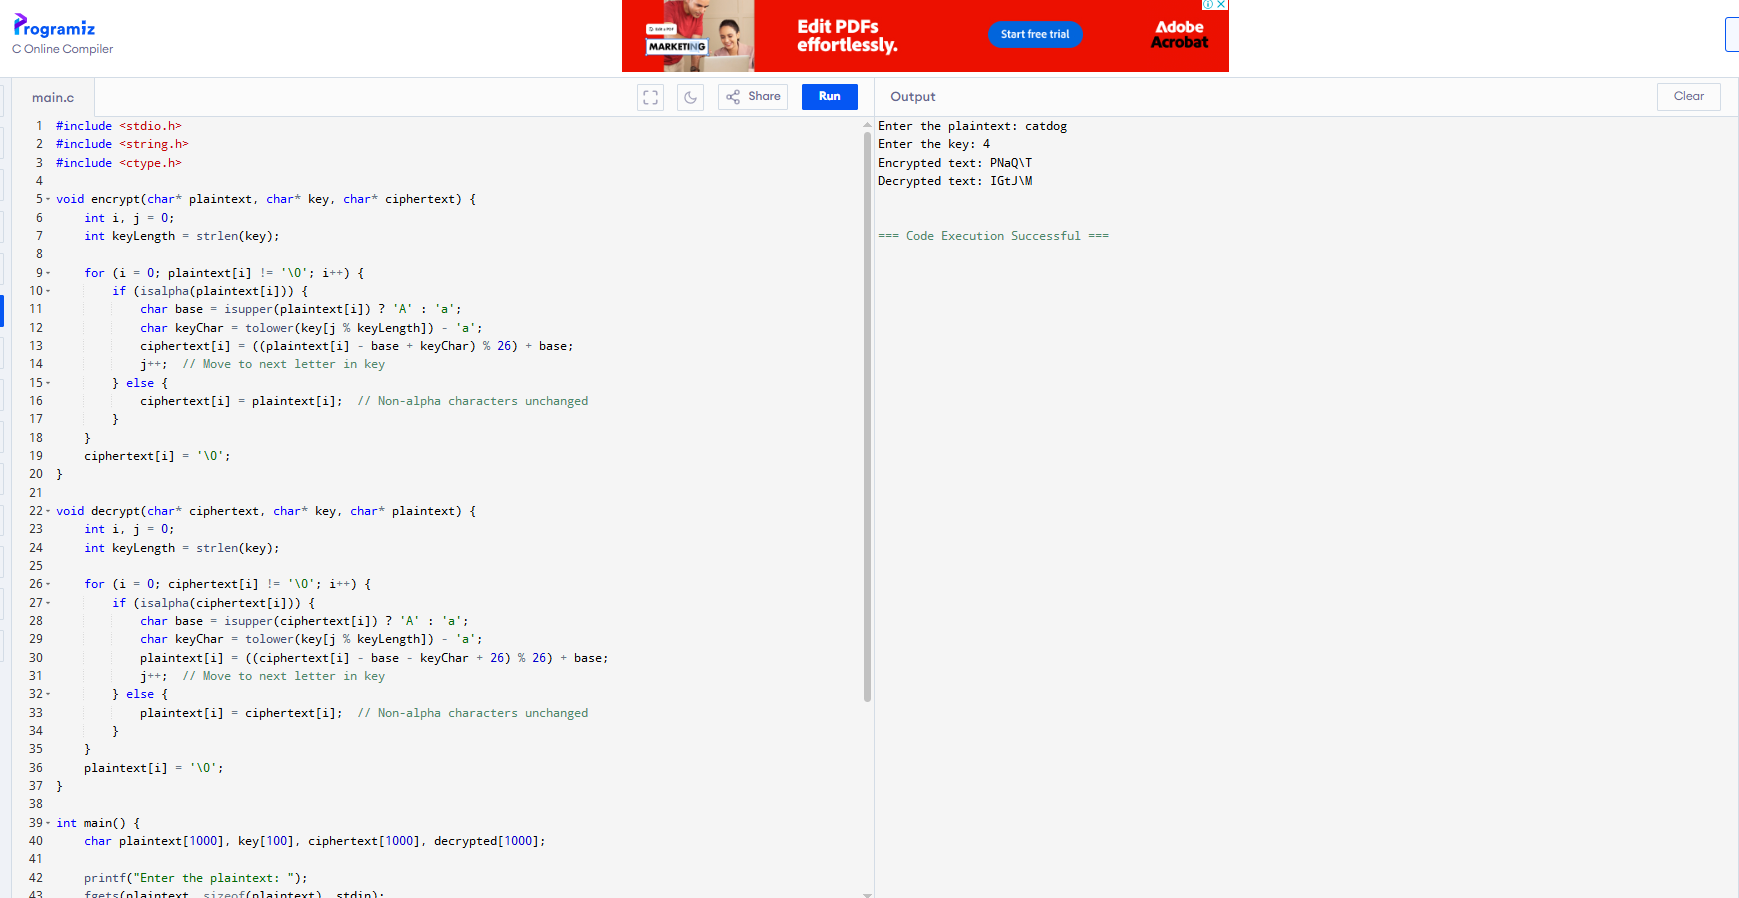 Programiz
C Online Compiler
MARKETING
Edit PDFs
effortlessly.
Start free trial
Adobe
Acrobat
main.c
Share
Run
Output
Clear
1 #include <stdio.h>
2 #include <string.h>
3 #include <ctype.h>
4
5 void encrypt(char* plaintext, char* key, char* ciphertext) {
6 int i, j = 0;
7 int keyLength = strlen(key);
8
9 for (i = 0; plaintext[i] != '\0'; i++) {
10 if (isalpha(plaintext[i])) {
11 char base = isupper(plaintext[i]) ? 'A' : 'a';
12 char keyChar = tolower(key[j % keyLength]) - 'a';
13 ciphertext[i] = ((plaintext[i] - base + keyChar) % 26) + base;
14 j++;  // Move to next letter in key
15 } else {
16 ciphertext[i] = plaintext[i];  // Non-alpha characters unchanged
17 }
18 }
19 ciphertext[i] = '\0';
20 }
21
22 void decrypt(char* ciphertext, char* key, char* plaintext) {
23 int i, j = 0;
24 int keyLength = strlen(key);
25
26 for (i = 0; ciphertext[i] != '\0'; i++) {
27 if (isalpha(ciphertext[i])) {
28 char base = isupper(ciphertext[i]) ? 'A' : 'a';
29 char keyChar = tolower(key[j % keyLength]) - 'a';
30 plaintext[i] = ((ciphertext[i] - base - keyChar + 26) % 26) + base;
31 j++;  // Move to next letter in key
32 } else {
33 plaintext[i] = ciphertext[i];  // Non-alpha characters unchanged
34 }
35 }
36 plaintext[i] = '\0';
37 }
38
39 int main() {
40 char plaintext[1000], key[100], ciphertext[1000], decrypted[1000];
41
42 printf("Enter the plaintext: ");
43 fgets(plaintext, sizeof(plaintext), stdin);
Enter the plaintext: catdog
Enter the key: 4
Encrypted text: PNaQ\T
Decrypted text: IGtJ\M
=== Code Execution Successful ===